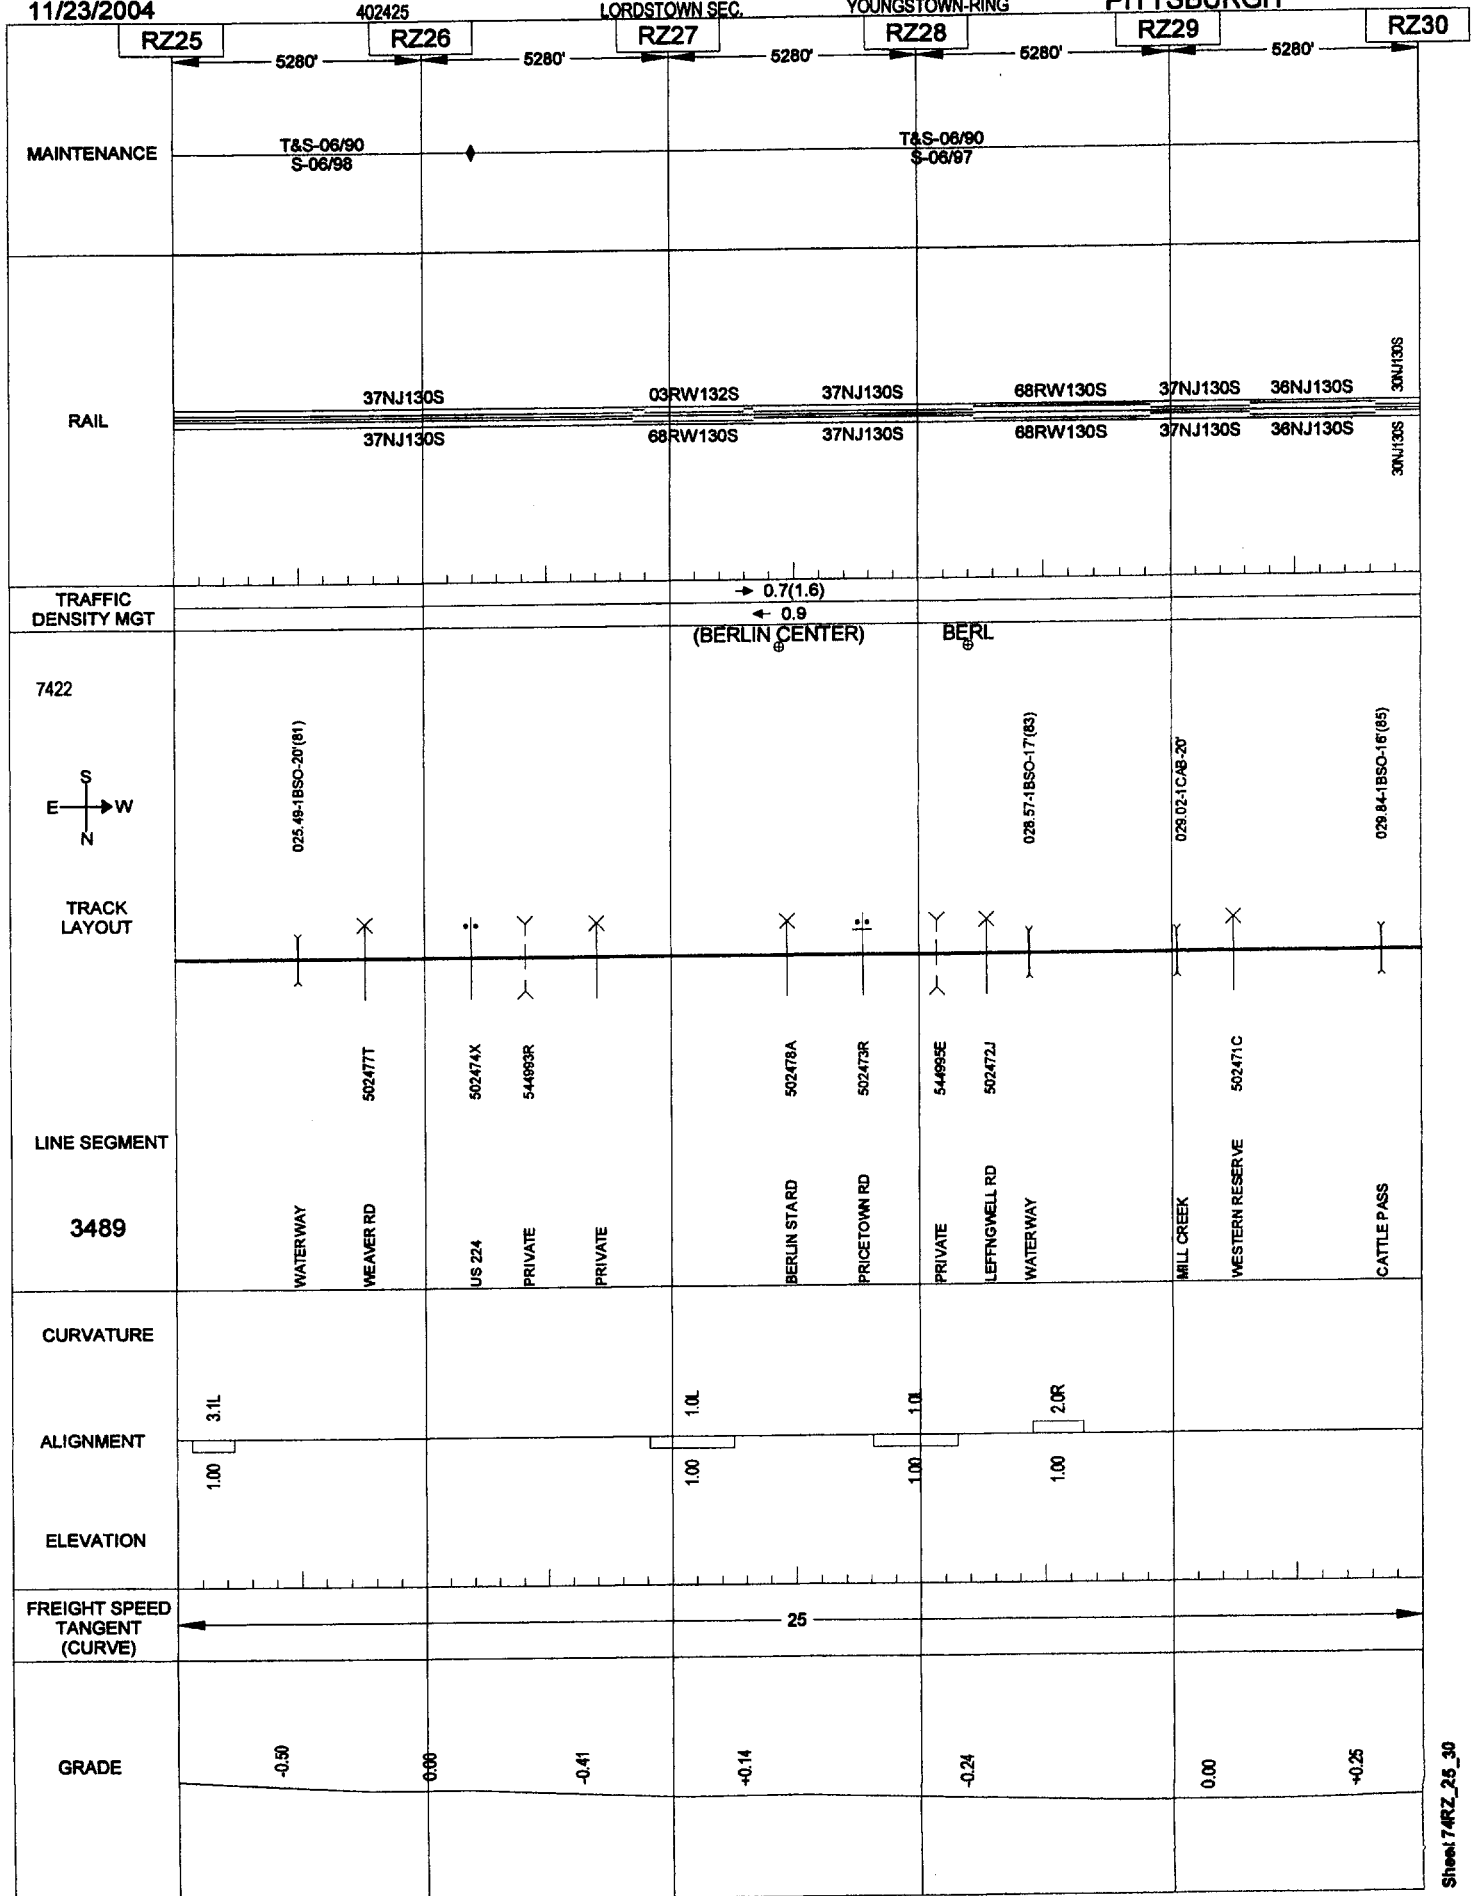 11/23/2004 402425 LORDSTOWN SEC. YOUNGSTOWN-RING PITTSBURGH
RZ25 RZ26 RZ27 RZ28 RZ29 RZ30
5280' 5280' 5280' 5280' 5280'
MAINTENANCE
T&S-06/90
S-06/98
T&S-06/90
S-06/97
RAIL
37NJ130S 03RW132S 37NJ130S 68RW130S 37NJ130S 36NJ130S 30NJ130S
37NJ130S 68RW130S 37NJ130S 68RW130S 37NJ130S 36NJ130S 30NJ130S
TRAFFIC
DENSITY MGT
→ 0.7(1.6)
← 0.9
(BERLIN CENTER) BERL
7422
S
E W
N
025.49-1BSO-20'(81)
028.57-1BSO-17'(83)
029.02-1CAB-20'
029.84-1BSO-16'(85)
TRACK
LAYOUT
502477T
502474X
544993R
502478A
502473R
544995E
502472J
502471C
LINE SEGMENT
3489
WATERWAY
WEAVER RD
US 224
PRIVATE
PRIVATE
BERLIN STA RD
PRICETOWN RD
PRIVATE
LEFFNGWELL RD
WATERWAY
MILL CREEK
WESTERN RESERVE
CATTLE PASS
CURVATURE
3.1L 1.0L 1.0L 2.0R
ALIGNMENT
1.00 1.00 1.00 1.00
ELEVATION
FREIGHT SPEED
TANGENT
(CURVE)
25
GRADE
-0.50 0.00 -0.41 +0.14 -0.24 0.00 +0.25
Sheet 74RZ_25_30